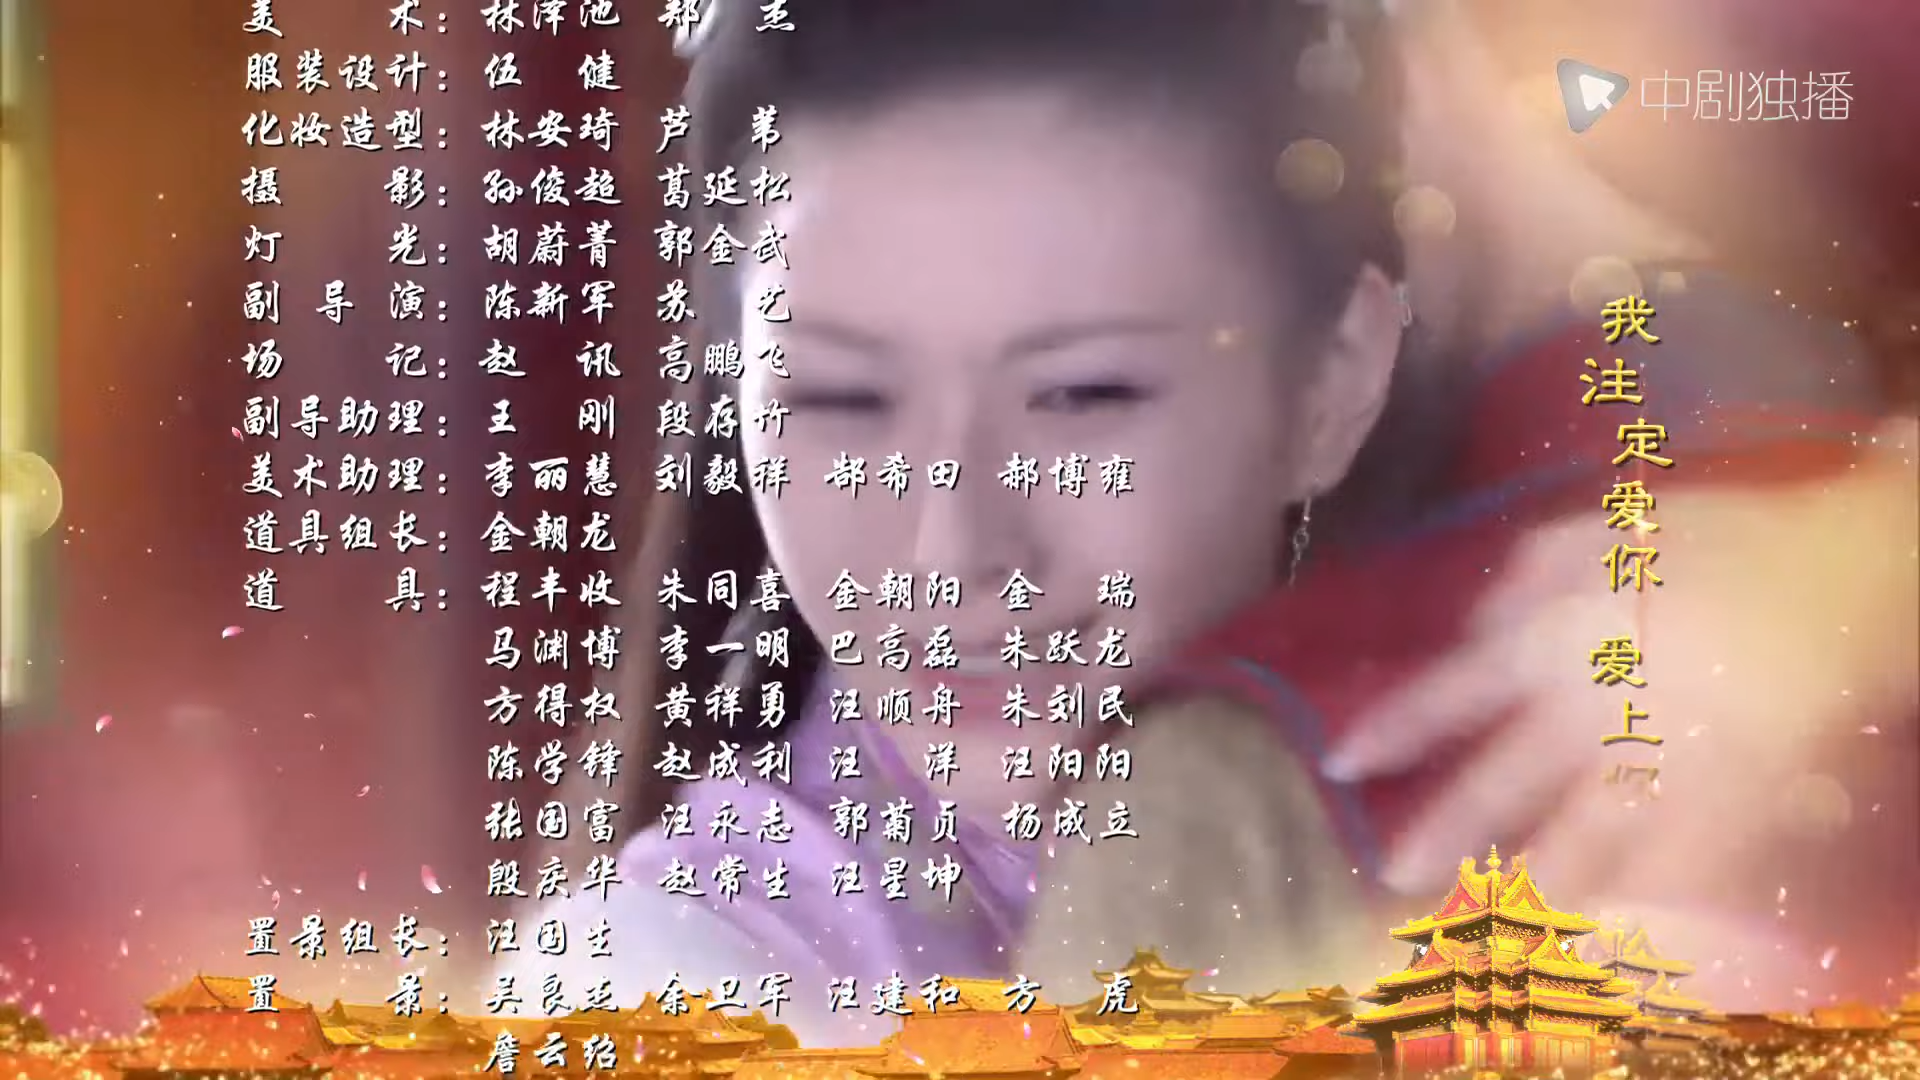 美术：林泽池 郑杰
服装设计：伍健
化妆造型：林安琦 芦苇
摄影：孙俊超 葛延松
灯光：胡蔚菁 郭金武
副导演：陈新军 苏艺
场记：赵讯 高鹏飞
副导助理：王刚 段存竹
美术助理：李丽慧 刘毅祥 郜希田 郝博雍
道具组长：金朝龙
道具：程丰收 朱同喜 金朝阳 金瑞
马渊博 李一明 巴高磊 朱跃龙
方得权 黄祥勇 汪顺舟 朱刘民
陈学锋 赵成利 汪洋 汪阳阳
张国富 汪永志 郭菊贞 杨成立
殷庆华 赵常生 汪星坤
置景组长：汪国生
置景：吴良杰 余卫军 汪建和 方虎
詹云绍
中剧独播
我注定爱你 爱上你